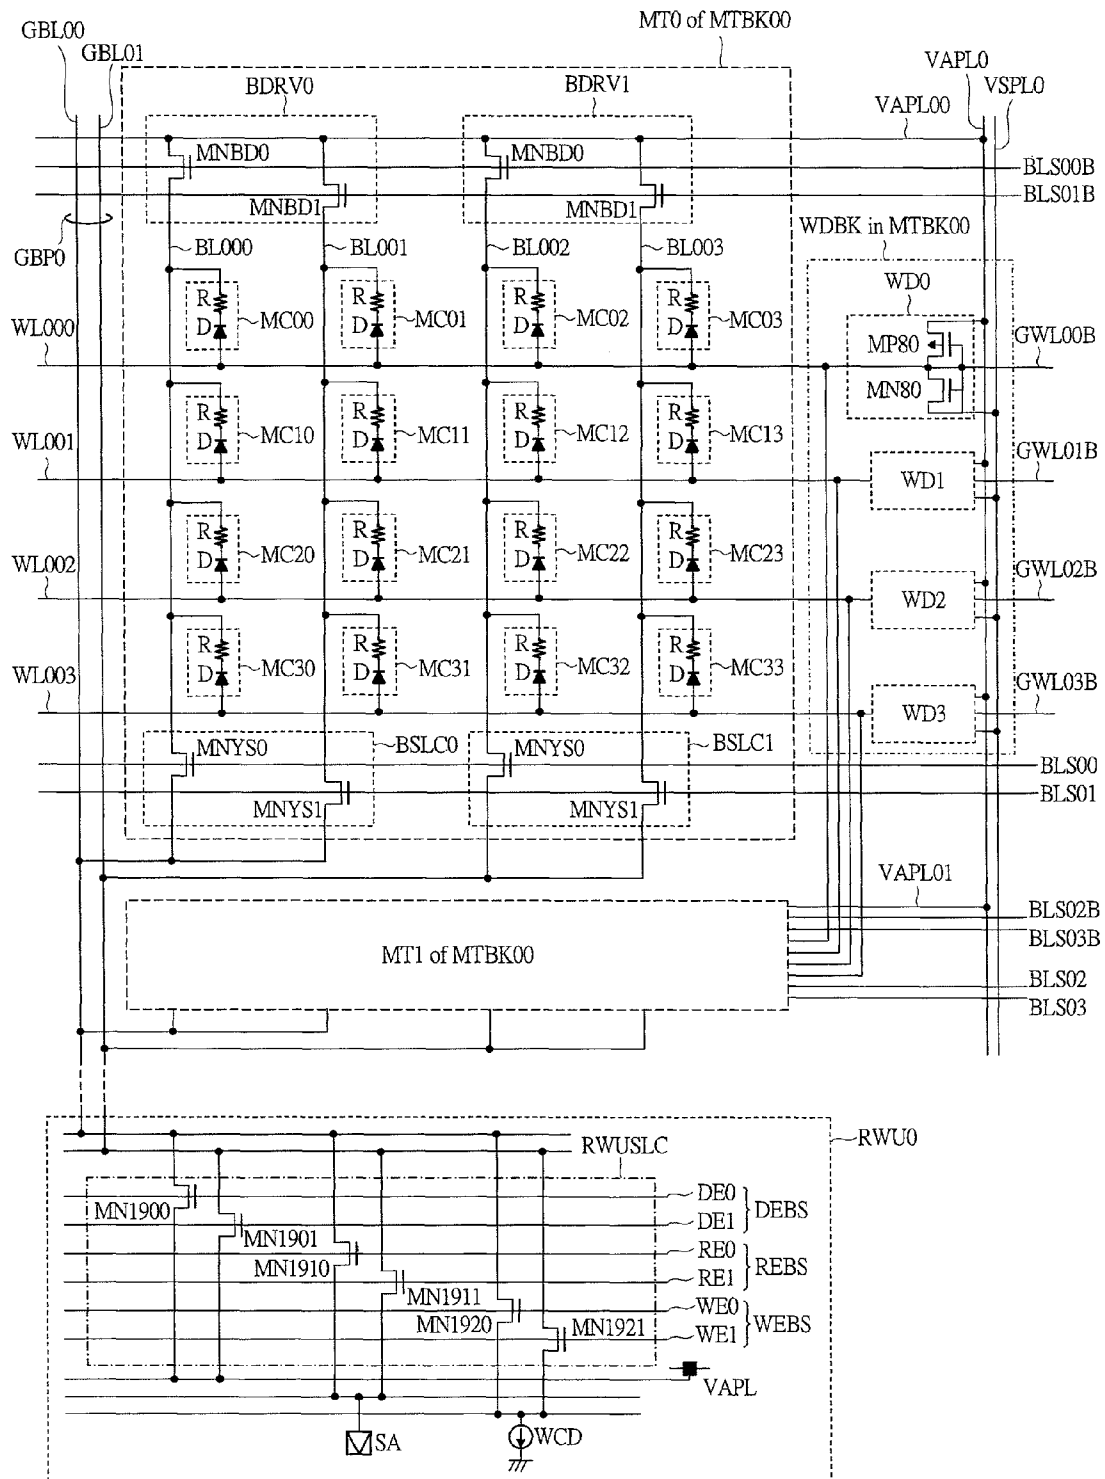 MT0 of MTBK00
GBL00
GBL01
BDRV0
BDRV1
VAPL0
VSPL0
VAPL00
MNBD0
MNBD0
BLS00B
MNBD1
MNBD1
BLS01B
GBP0
BL000
BL001
BL002
BL003
WDBK in MTBK00
WD0
R
D
MC00
R
D
MC01
R
D
MC02
R
D
MC03
WL000
MP80
MN80
GWL00B
R
D
MC10
R
D
MC11
R
D
MC12
R
D
MC13
WL001
WD1
GWL01B
R
D
MC20
R
D
MC21
R
D
MC22
R
D
MC23
WL002
WD2
GWL02B
R
D
MC30
R
D
MC31
R
D
MC32
R
D
MC33
WL003
WD3
GWL03B
MNYS0
BSLC0
MNYS0
BSLC1
BLS00
MNYS1
MNYS1
BLS01
VAPL01
MT1 of MTBK00
BLS02B
BLS03B
BLS02
BLS03
RWUSLC
RWU0
MN1900
DE0
DE1
DEBS
MN1901
MN1910
RE0
RE1
REBS
MN1911
MN1920
MN1921
WE0
WE1
WEBS
VAPL
SA
WCD